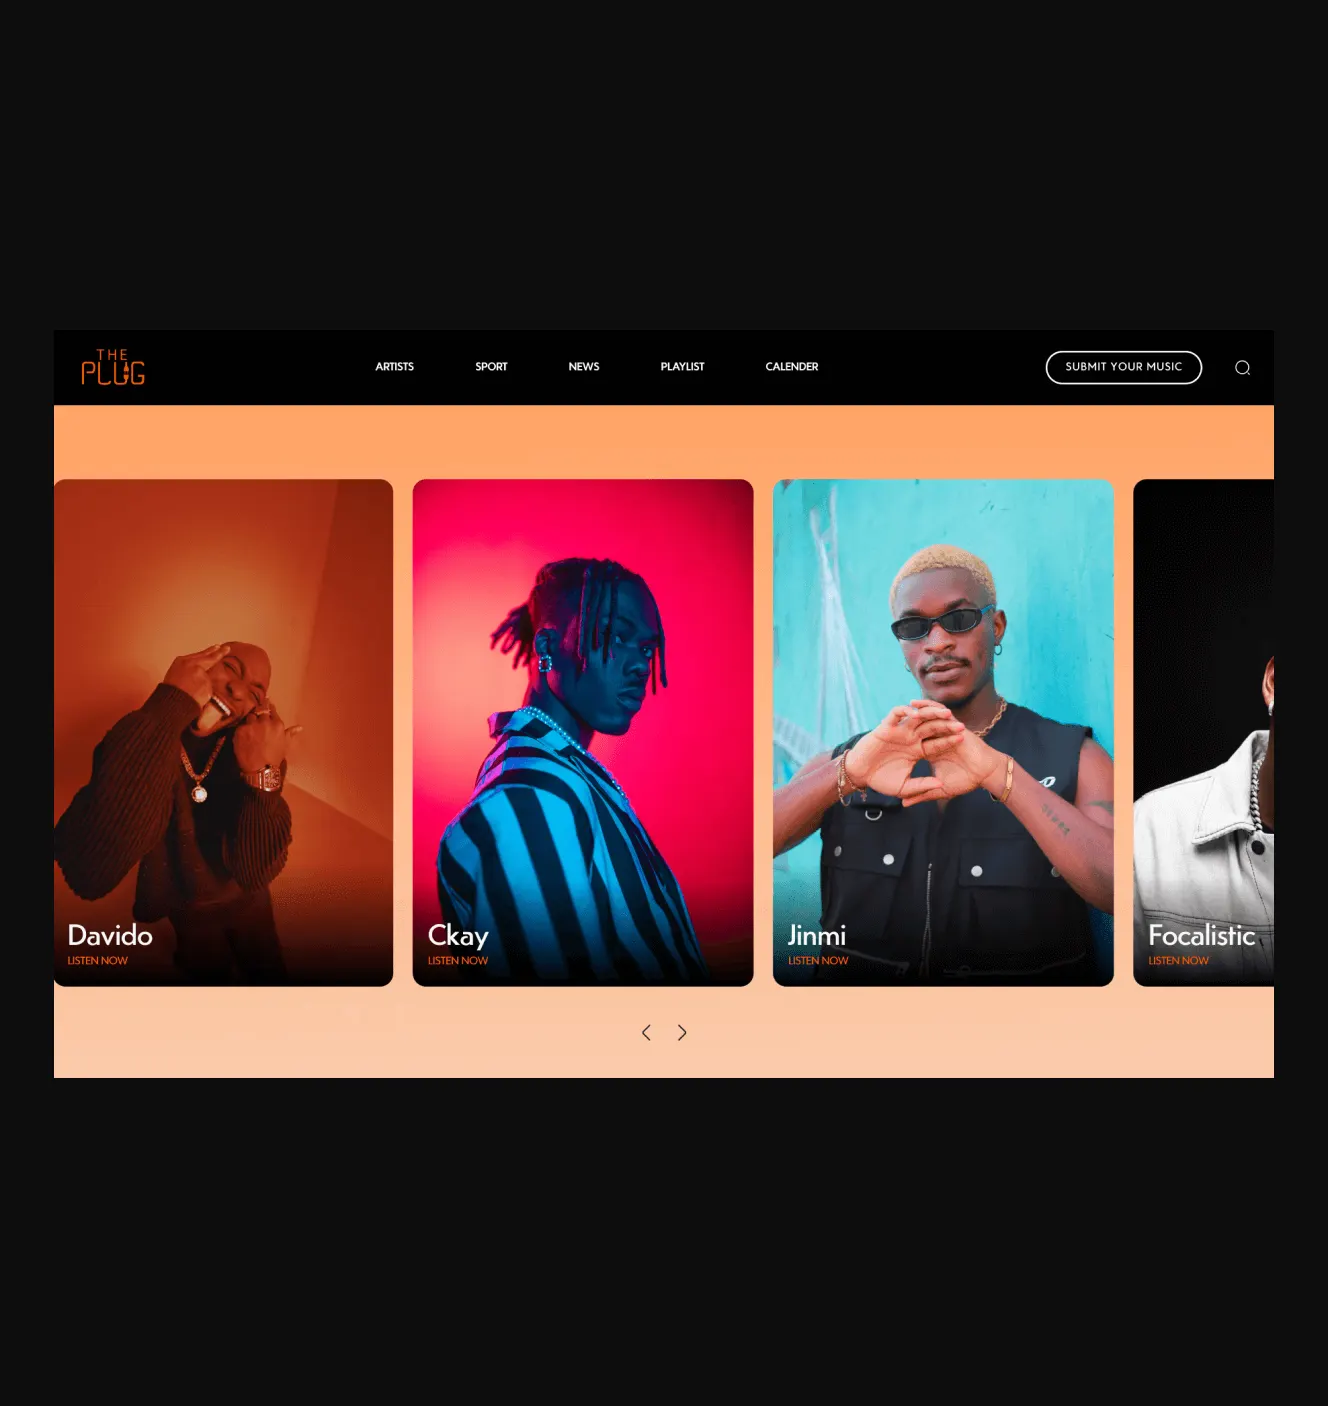 THE
PLUG
ARTISTS
SPORT
NEWS
PLAYLIST
CALENDER
SUBMIT YOUR MUSIC
Davido
LISTEN NOW
Ckay
LISTEN NOW
Jinmi
LISTEN NOW
Focalistic
LISTEN NOW